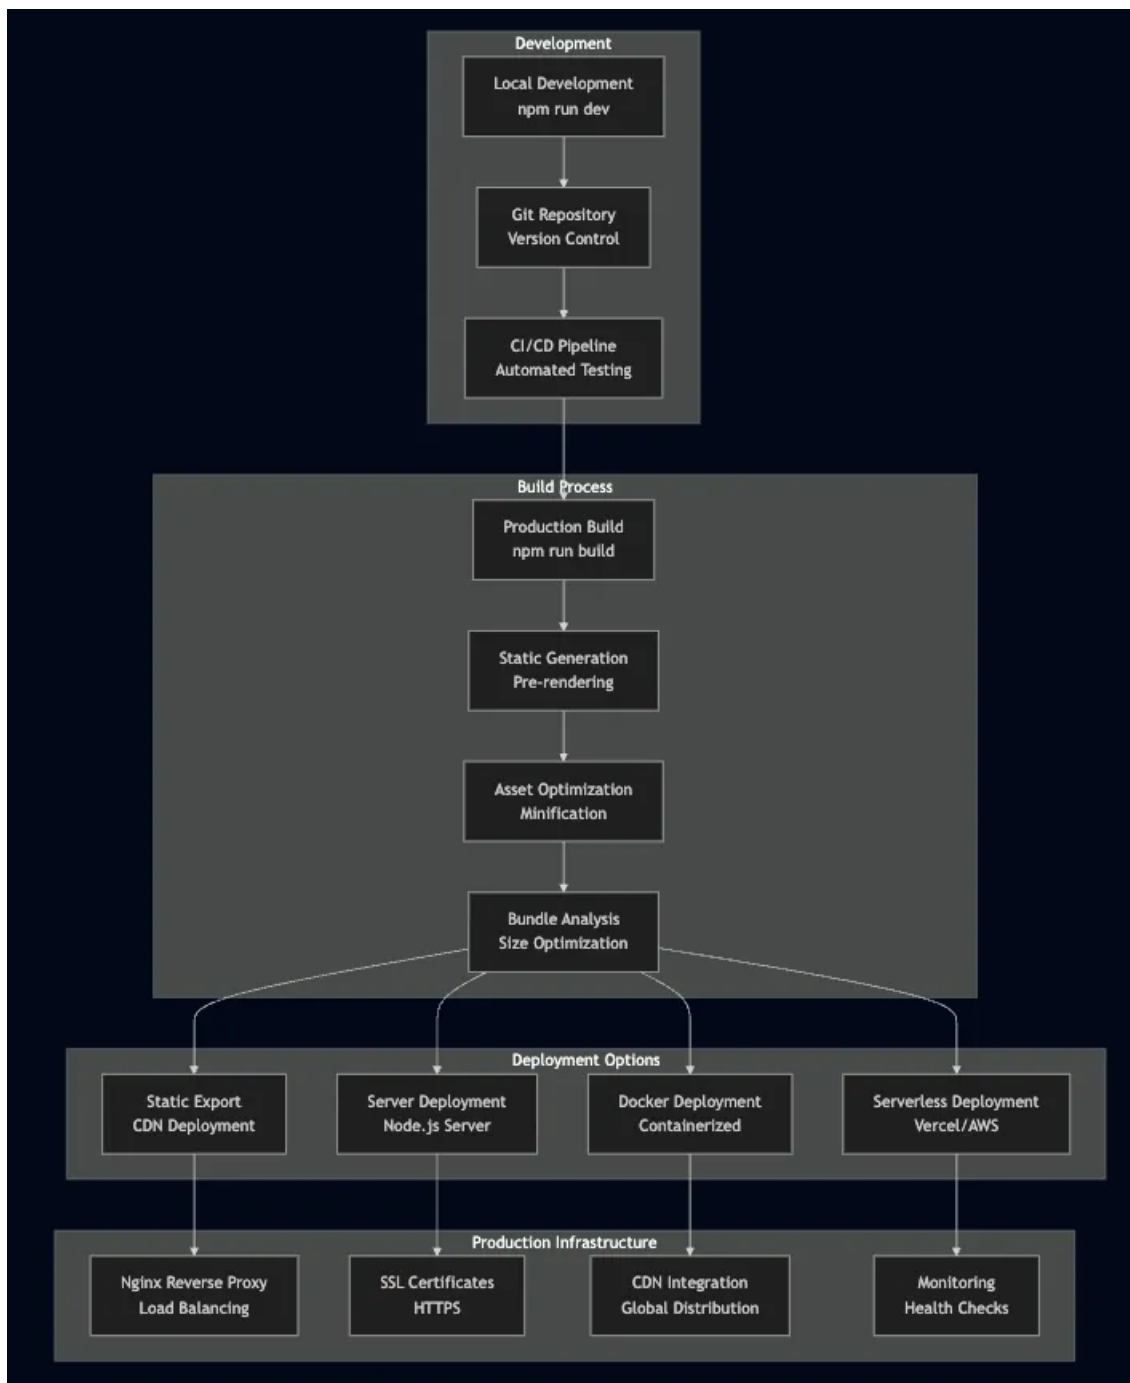 Development
Local Development
npm run dev
Git Repository
Version Control
CI/CD Pipeline
Automated Testing
Build Process
Production Build
npm run build
Static Generation
Pre-rendering
Asset Optimization
Minification
Bundle Analysis
Size Optimization
Deployment Options
Static Export
CDN Deployment
Server Deployment
Node.js Server
Docker Deployment
Containerized
Serverless Deployment
Vercel/AWS
Production Infrastructure
Nginx Reverse Proxy
Load Balancing
SSL Certificates
HTTPS
CDN Integration
Global Distribution
Monitoring
Health Checks